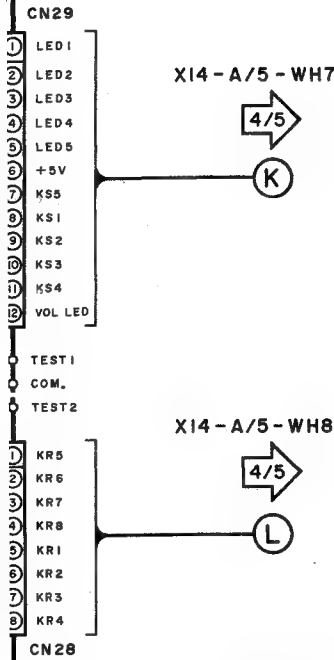 CN29
1 LED1
2 LED2
3 LED3
4 LED4
5 LED5
6 +5V
7 KS5
8 KS1
9 KS2
10 KS3
11 KS4
12 VOL LED
X14-A/5-WH7
4/5
K
TEST1
COM.
TEST2
1 KR5
2 KR6
3 KR7
4 KR8
5 KR1
6 KR2
7 KR3
8 KR4
CN28
X14-A/5-WH8
4/5
L